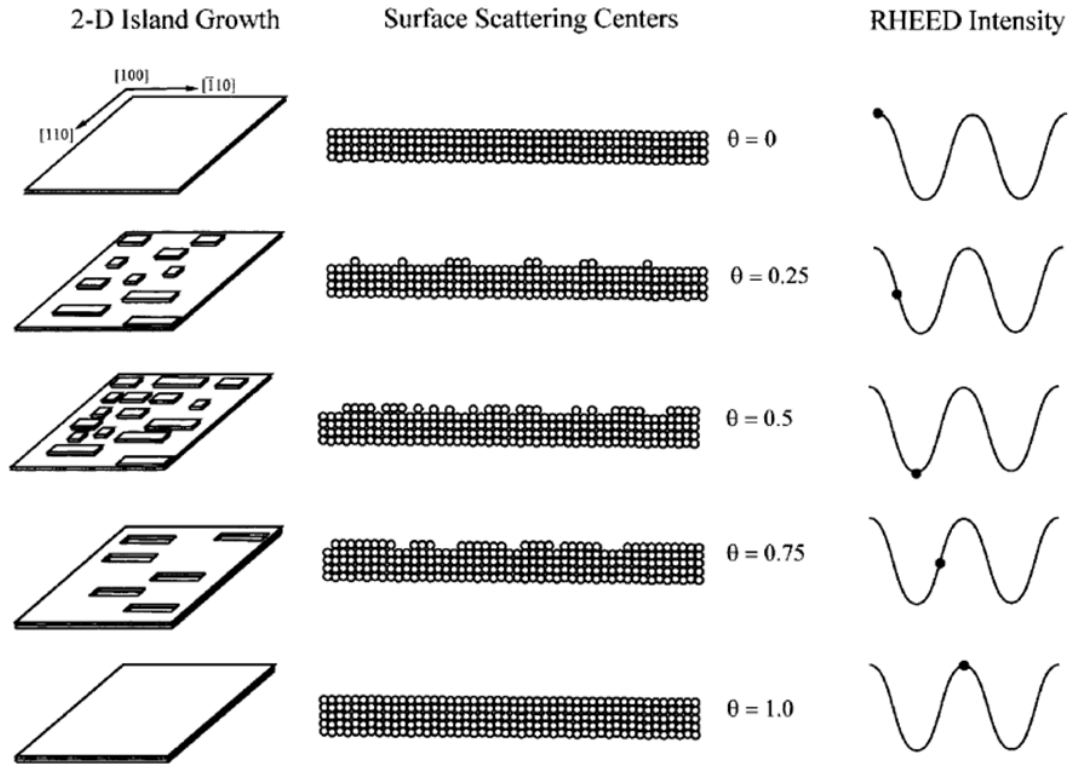 2-D Island Growth Surface Scattering Centers RHEED Intensity
[100]
[1̄10]
[110]
θ = 0
θ = 0.25
θ = 0.5
θ = 0.75
θ = 1.0